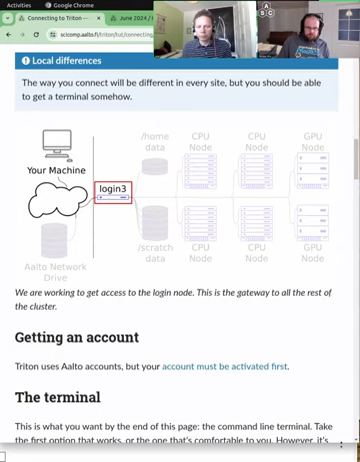 Activities
Google Chrome
Connecting to Triton —
June 2024 /
scicomp.aalto.fi/triton/tut/connecting
A
B C
Local differences
The way you connect will be different in every site, but you should be able
to get a terminal somehow.
/home
data
CPU
Node
CPU
Node
GPU
Node
Your Machine
login3
/scratch
data
CPU
Node
CPU
Node
GPU
Node
Aalto Network
Drive
We are working to get access to the login node. This is the gateway to all the rest of
the cluster.
Getting an account
Triton uses Aalto accounts, but your account must be activated first.
The terminal
This is what you want by the end of this page: the command line terminal. Take
the first option that works, or the one that's comfortable to you. However, it's